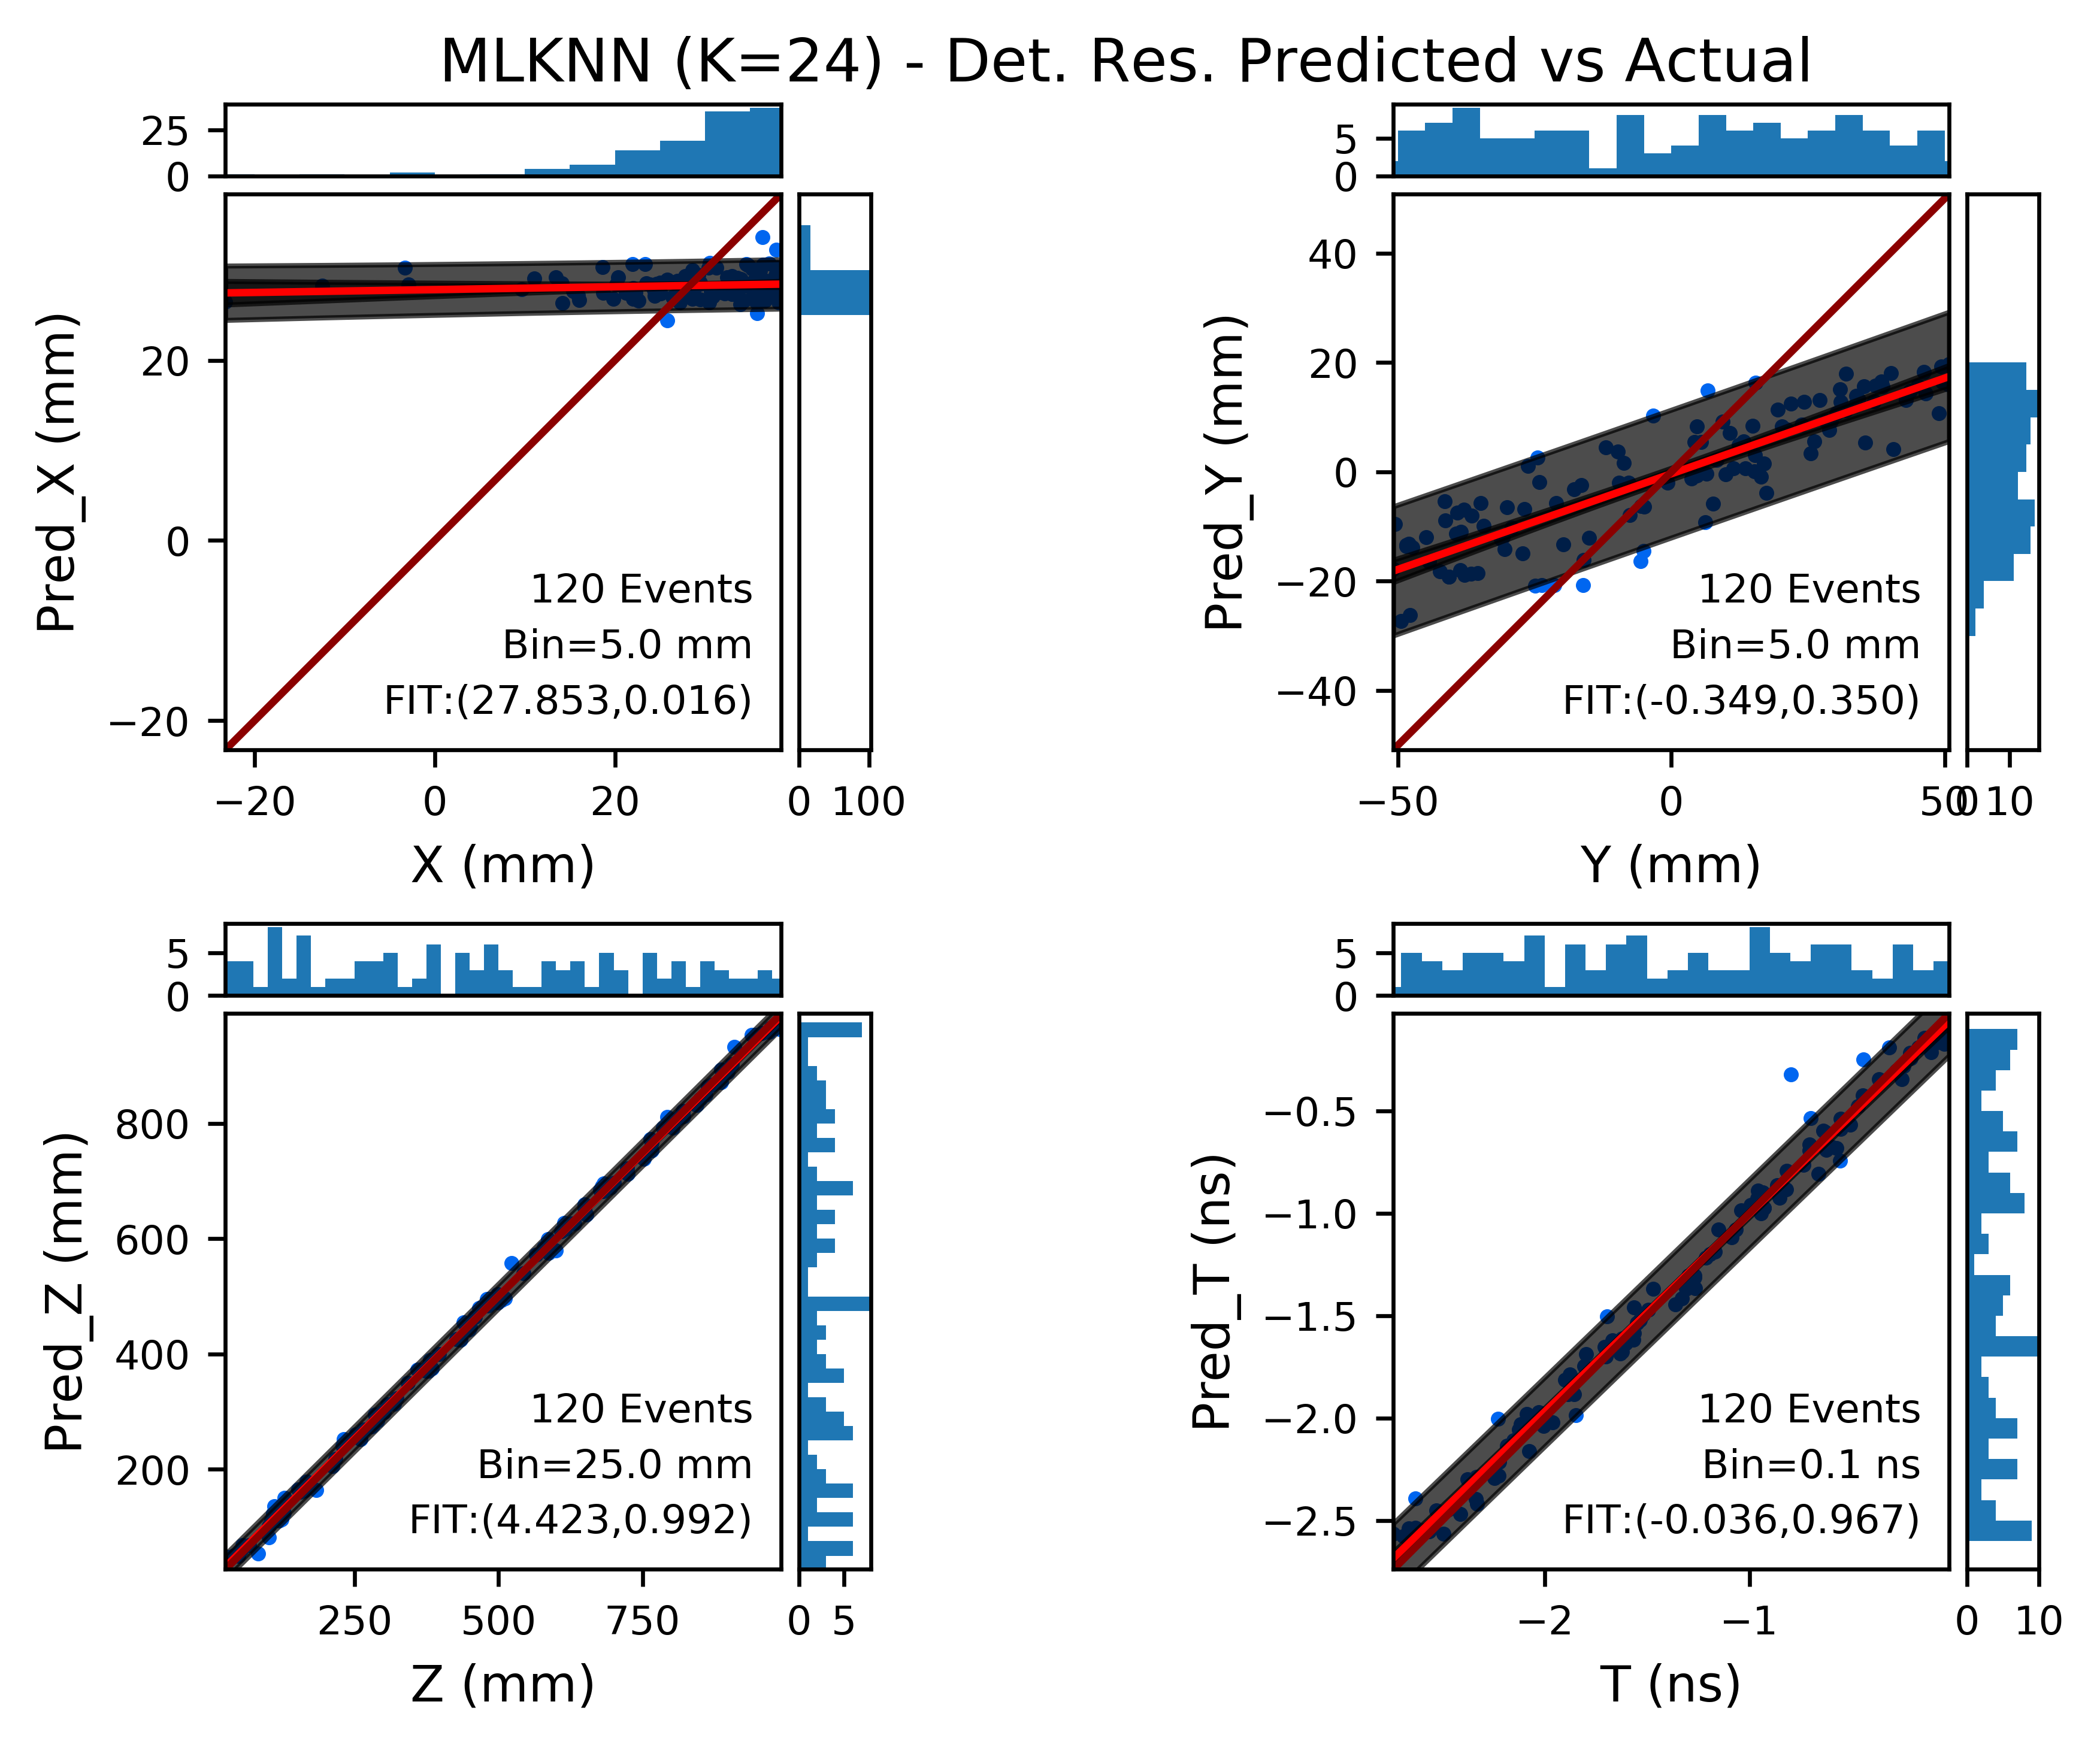 MLKNN (K=24) - Det. Res. Predicted vs Actual
25
0
20
0
−20
Pred_X (mm)
120 Events
Bin=5.0 mm
FIT:(27.853,0.016)
−20 0 20 0 100
X (mm)
5
0
40
20
0
−20
−40
Pred_Y (mm)
120 Events
Bin=5.0 mm
FIT:(-0.349,0.350)
−50 0 50 0 10
Y (mm)
5
0
800
600
400
200
Pred_Z (mm)
120 Events
Bin=25.0 mm
FIT:(4.423,0.992)
250 500 750 0 5
Z (mm)
5
0
−0.5
−1.0
−1.5
−2.0
−2.5
Pred_T (ns)
120 Events
Bin=0.1 ns
FIT:(-0.036,0.967)
−2 −1 0 10
T (ns)